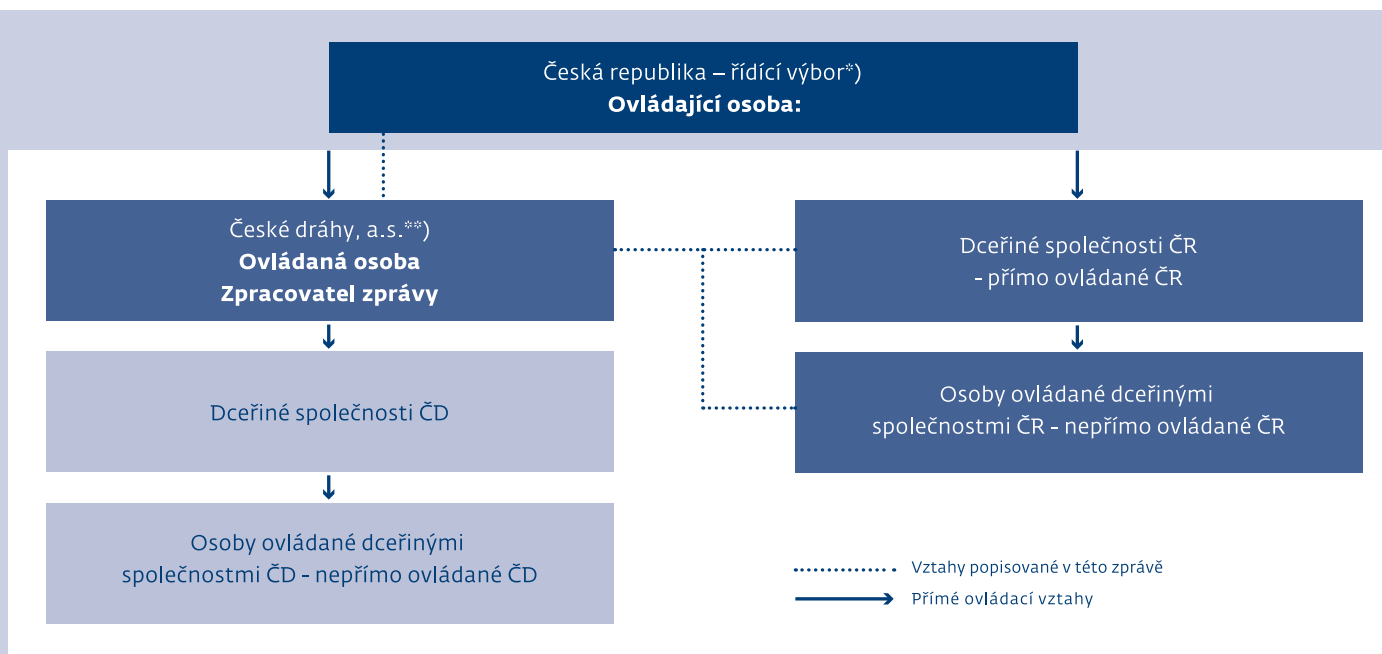 Česká republika – řídící výbor*)
Ovládající osoba:
České dráhy, a.s.**)
Ovládaná osoba
Zpracovatel zprávy
Dceřiné společnosti ČR
- přímo ovládané ČR
Dceřiné společnosti ČD
Osoby ovládané dceřinými
společnostmi ČR - nepřímo ovládané ČR
Osoby ovládané dceřinými
společnostmi ČD - nepřímo ovládané ČD
Vztahy popisované v této zprávě
Přímé ovládací vztahy